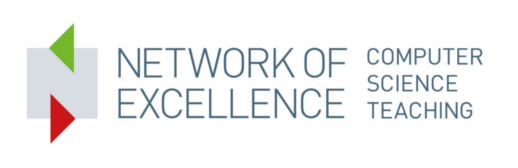 NETWORK OF
EXCELLENCE
COMPUTER
SCIENCE
TEACHING